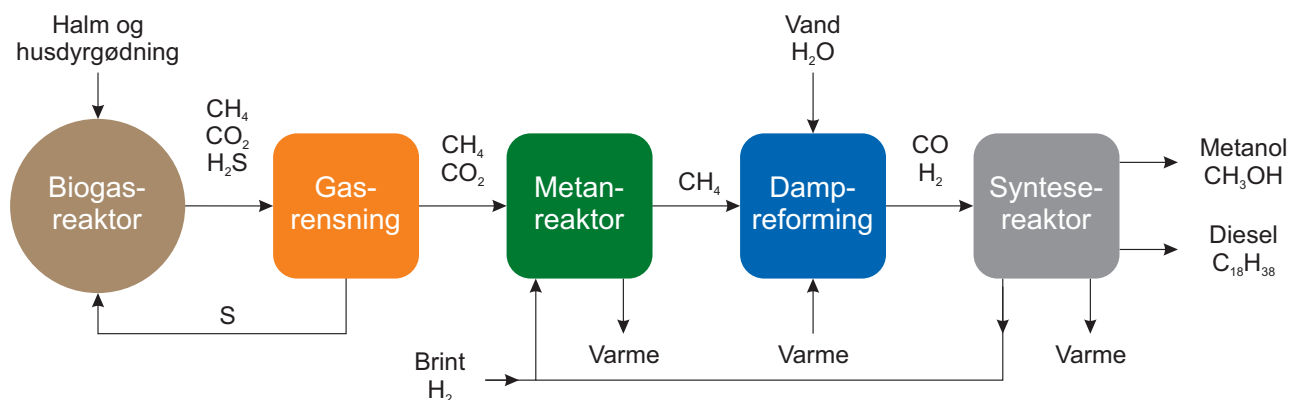 Halm og
husdyrgødning
Vand
H₂O
CH₄
CO₂
H₂S
CH₄
CO₂
CO
H₂
Biogas-
reaktor
Gas-
rensning
Metan-
reaktor
CH₄
Damp-
reforming
Syntese-
reaktor
Metanol
CH₃OH
Diesel
C₁₈H₃₈
S
Brint
H₂
Varme
Varme
Varme